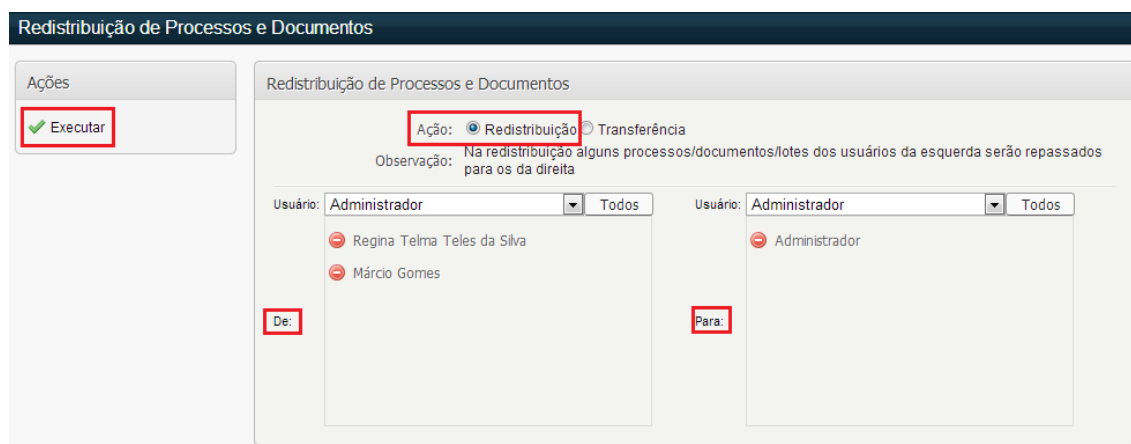 Redistribuição de Processos e Documentos
Ações
Executar
Redistribuição de Processos e Documentos
Ação: Redistribuição Transferência
Observação: Na redistribuição alguns processos/documentos/lotes dos usuários da esquerda serão repassados
para os da direita
Usuário: Administrador Todos
Regina Telma Teles da Silva
Márcio Gomes
De:
Usuário: Administrador Todos
Administrador
Para: